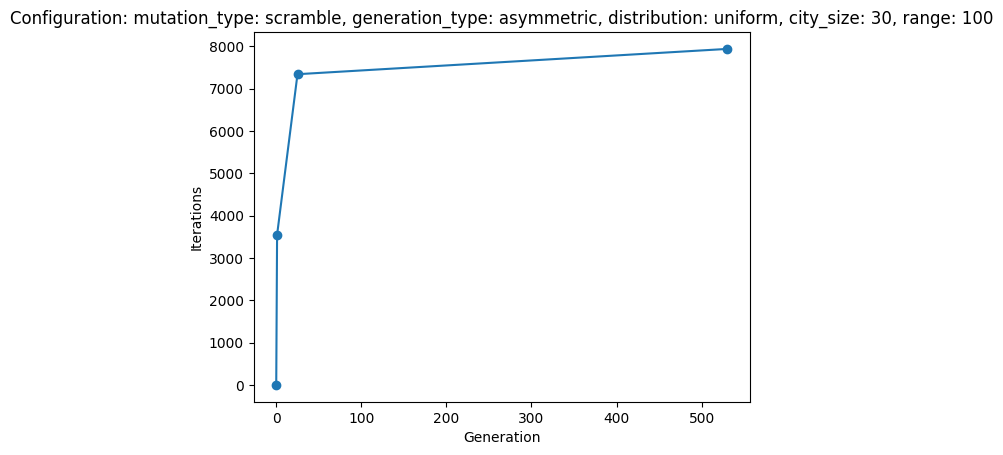 Configuration: mutation_type: scramble, generation_type: asymmetric, distribution: uniform, city_size: 30, range: 100
8000
7000
6000
5000
4000
3000
2000
1000
0
Iterations
0 100 200 300 400 500
Generation